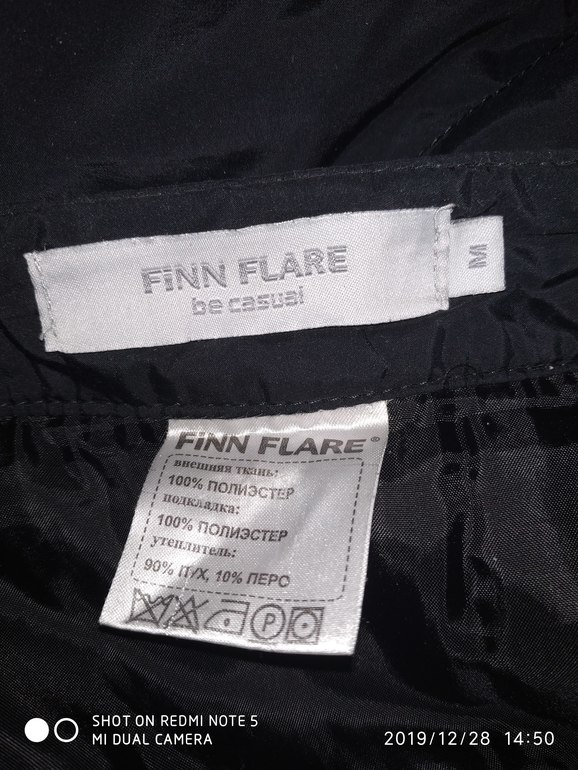 FiNN FLARE
be casual
M
FiNN FLARE®
внешняя ткань:
100% ПОЛИЭСТЕР
подкладка:
100% ПОЛИЭСТЕР
утеплитель:
90% ПУХ, 10% ПЕРО
P
SHOT ON REDMI NOTE 5
MI DUAL CAMERA
2019/12/28 14:50